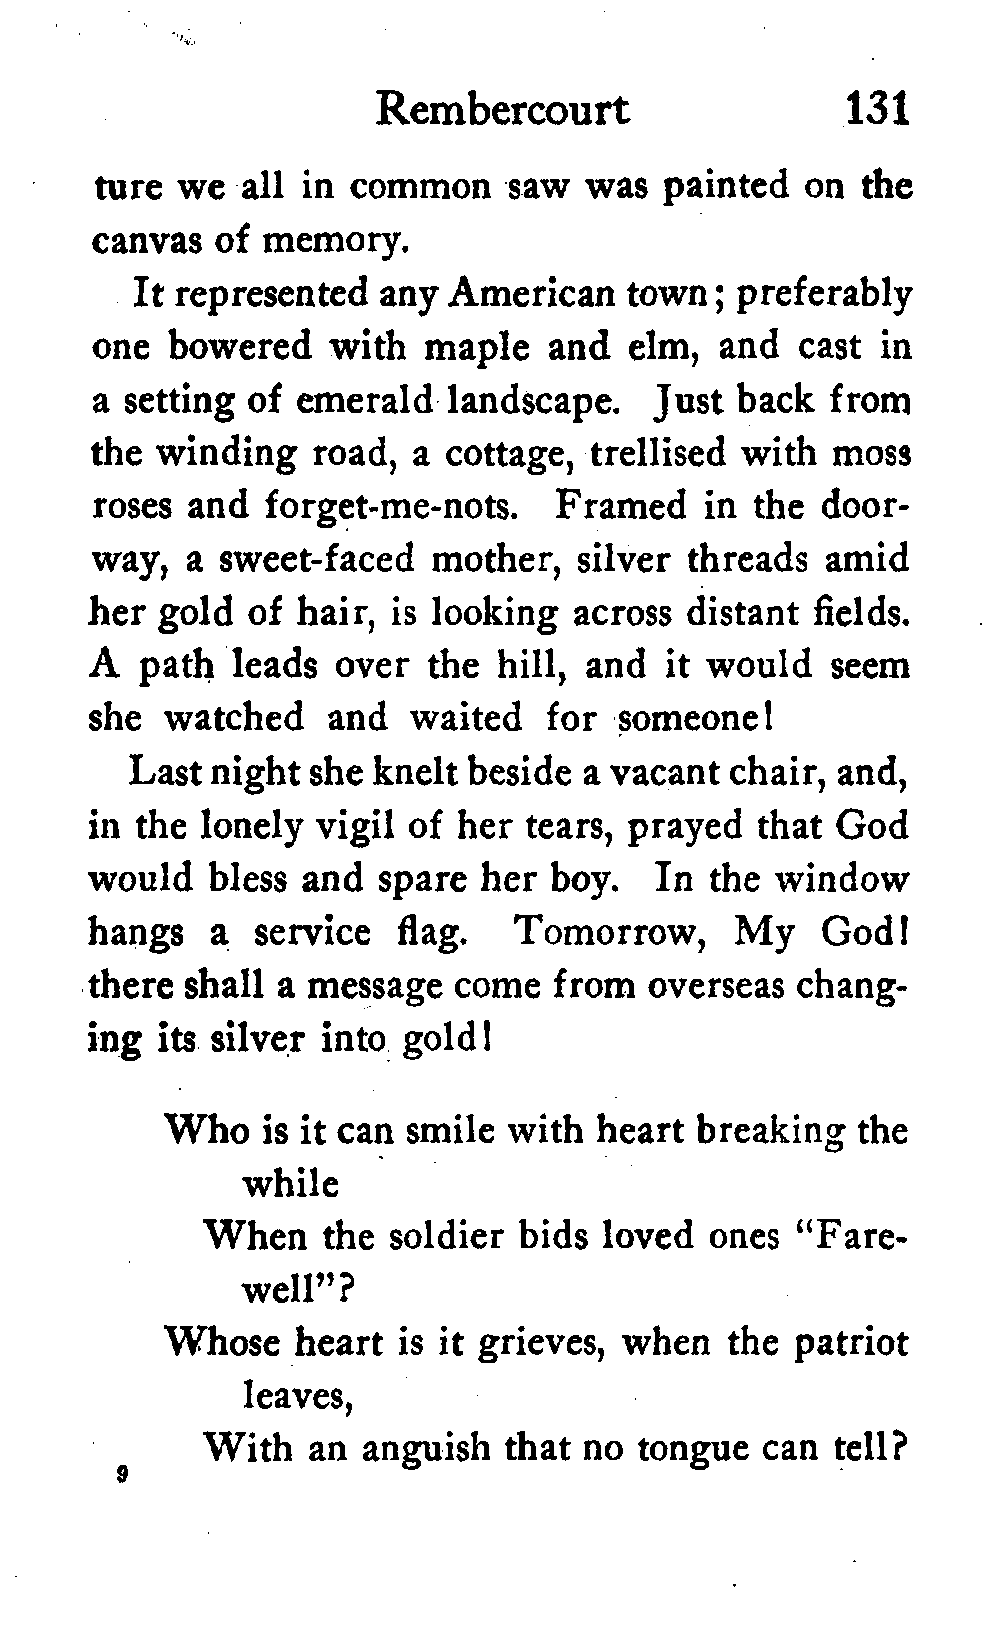 Rembercourt 131
ture we all in common saw was painted on the
canvas of memory.
It represented any American town; preferably
one bowered with maple and elm, and cast in
a setting of emerald landscape. Just back from
the winding road, a cottage, trellised with moss
roses and forget-me-nots. Framed in the door-
way, a sweet-faced mother, silver threads amid
her gold of hair, is looking across distant fields.
A path leads over the hill, and it would seem
she watched and waited for someone!
Last night she knelt beside a vacant chair, and,
in the lonely vigil of her tears, prayed that God
would bless and spare her boy. In the window
hangs a service flag. Tomorrow, My God!
there shall a message come from overseas chang-
ing its silver into gold!
Who is it can smile with heart breaking the
while
When the soldier bids loved ones "Fare-
well"?
Whose heart is it grieves, when the patriot
leaves,
With an anguish that no tongue can tell?
9